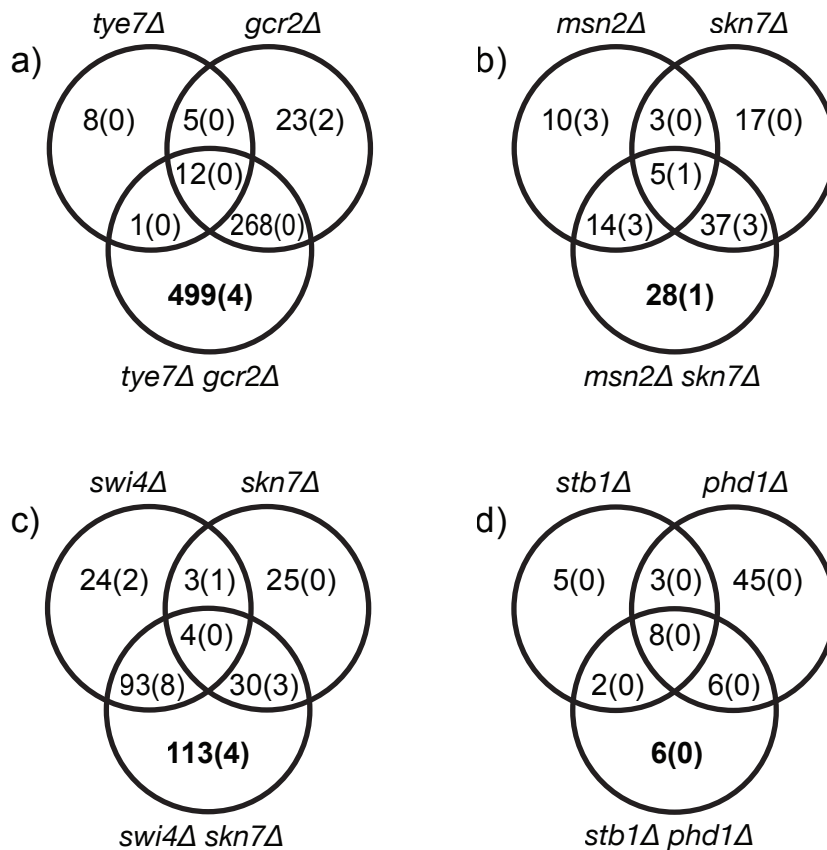 a)
tye7Δ gcr2Δ
8(0) 5(0) 23(2)
12(0)
1(0) 268(0)
499(4)
tye7Δ gcr2Δ
b)
msn2Δ skn7Δ
10(3) 3(0) 17(0)
5(1)
14(3) 37(3)
28(1)
msn2Δ skn7Δ
c)
swi4Δ skn7Δ
24(2) 3(1) 25(0)
4(0)
93(8) 30(3)
113(4)
swi4Δ skn7Δ
d)
stb1Δ phd1Δ
5(0) 3(0) 45(0)
8(0)
2(0) 6(0)
6(0)
stb1Δ phd1Δ